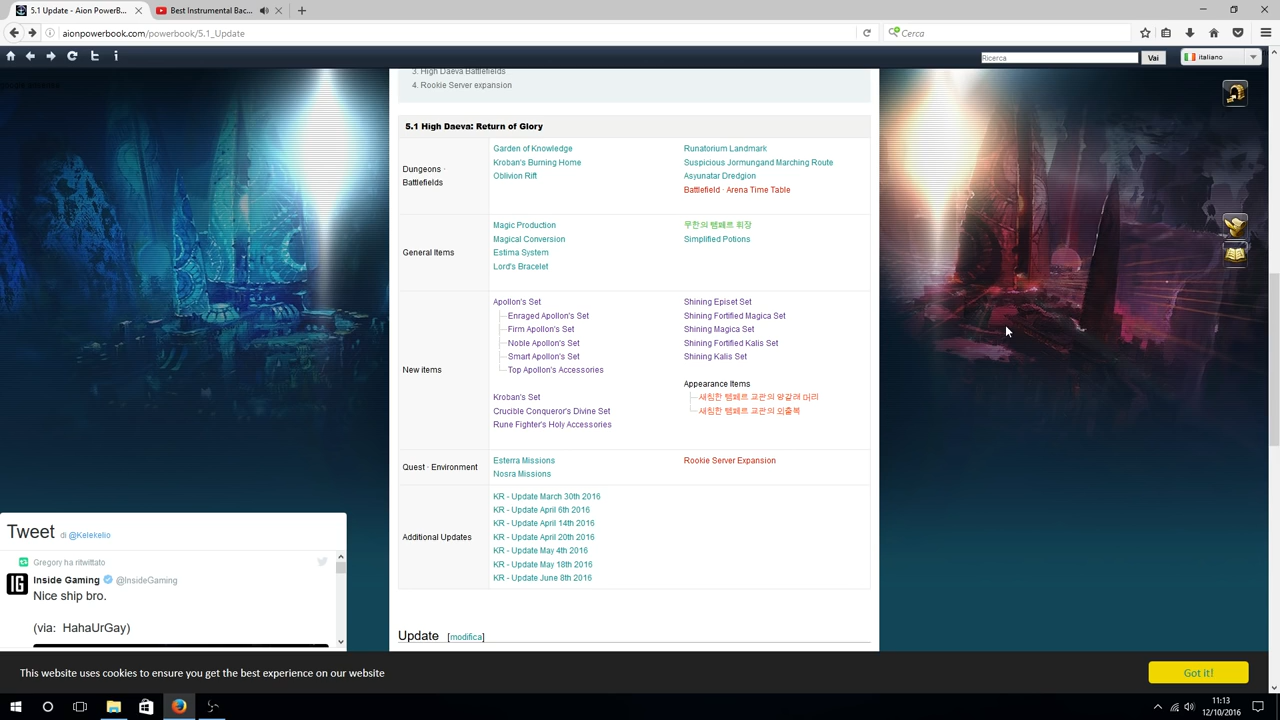 5.1 Update - Aion PowerB...
Best Instrumental Bac...
aionpowerbook.com/powerbook/5.1_Update
Cerca
Ricerca
Vai
italiano
3. High Daeva Battlefields
4. Rookie Server expansion
5.1 High Daeva: Return of Glory
Dungeons ·
Battlefields
Garden of Knowledge
Kroban's Burning Home
Oblivion Rift
Runatorium Landmark
Suspicious Jormungand Marching Route
Asyunatar Dredgion
Battlefield · Arena Time Table
General Items
Magic Production
Magical Conversion
Estima System
Lord's Bracelet
무한의 템페르 휘장
Simplified Potions
New items
Apollon's Set
Enraged Apollon's Set
Firm Apollon's Set
Noble Apollon's Set
Smart Apollon's Set
Top Apollon's Accessories
Kroban's Set
Crucible Conqueror's Divine Set
Rune Fighter's Holy Accessories
Shining Episet Set
Shining Fortified Magica Set
Shining Magica Set
Shining Fortified Kalis Set
Shining Kalis Set
Appearance Items
새침한 템페르 교관의 양갈래 머리
새침한 템페르 교관의 외출복
Quest · Environment
Esterra Missions
Nosra Missions
Rookie Server Expansion
Additional Updates
KR - Update March 30th 2016
KR - Update April 6th 2016
KR - Update April 14th 2016
KR - Update April 20th 2016
KR - Update May 4th 2016
KR - Update May 18th 2016
KR - Update June 8th 2016
Update [modifica]
Tweet di @Kelekelio
Gregory ha ritwittato
IG
Inside Gaming @InsideGaming
Nice ship bro.
(via: HahaUrGay)
This website uses cookies to ensure you get the best experience on our website
Got it!
11:13
12/10/2016